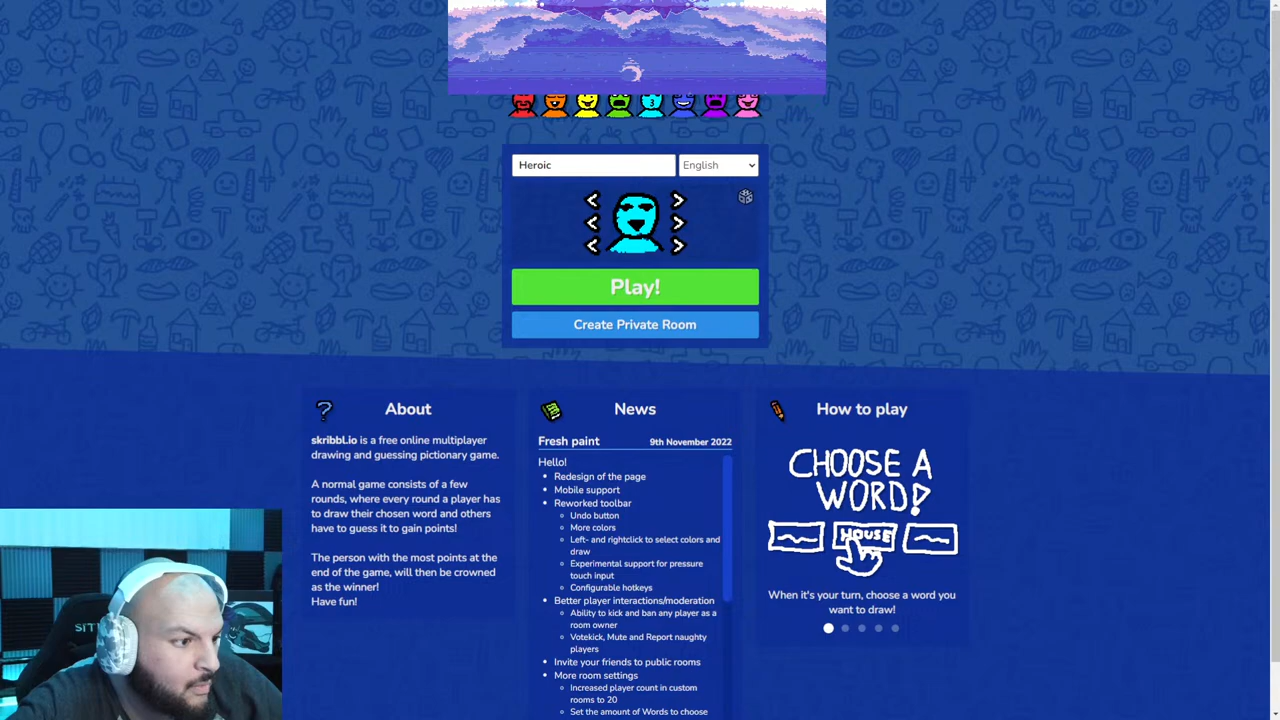 Heroic
English
Play!
Create Private Room
About
skribbl.io is a free online multiplayer
drawing and guessing pictionary game.
A normal game consists of a few
rounds, where every round a player has
to draw their chosen word and others
have to guess it to gain points!
The person with the most points at the
end of the game, will then be crowned
as the winner!
Have fun!
News
Fresh paint
9th November 2022
Hello!
Redesign of the page
Mobile support
Reworked toolbar
Undo button
More colors
Left- and rightclick to select colors and
draw
Experimental support for pressure
touch input
Configurable hotkeys
Better player interactions/moderation
Ability to kick and ban any player as a
room owner
Votekick, Mute and Report naughty
players
Invite your friends to public rooms
More room settings
Increased player count in custom
rooms to 20
Set the amount of Words to choose
How to play
CHOOSE A
WORD!
HOUSE
When it's your turn, choose a word you
want to draw!